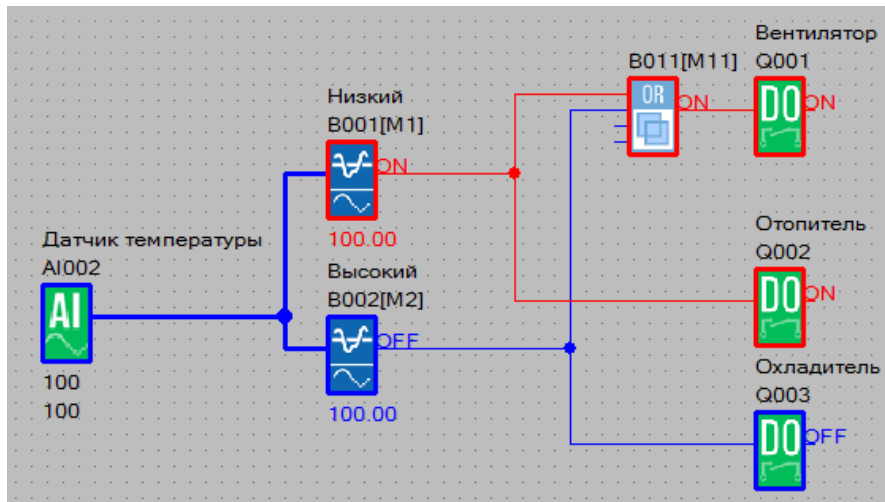 Вентилятор
B011[M11] Q001
OR ON DO ON
Низкий
B001[M1]
ON
100.00
Датчик температуры
AI002
AI
100
100
Высокий
B002[M2]
OFF
100.00
Отопитель
Q002
DO ON
Охладитель
Q003
DO OFF